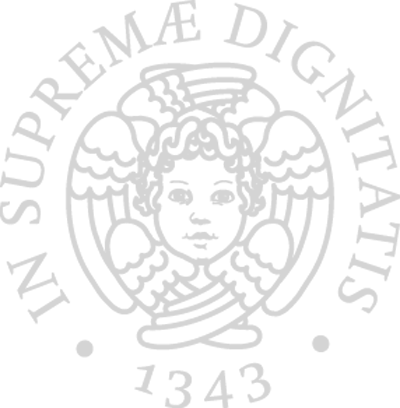 IN SUPREMÆ DIGNITATIS
1343